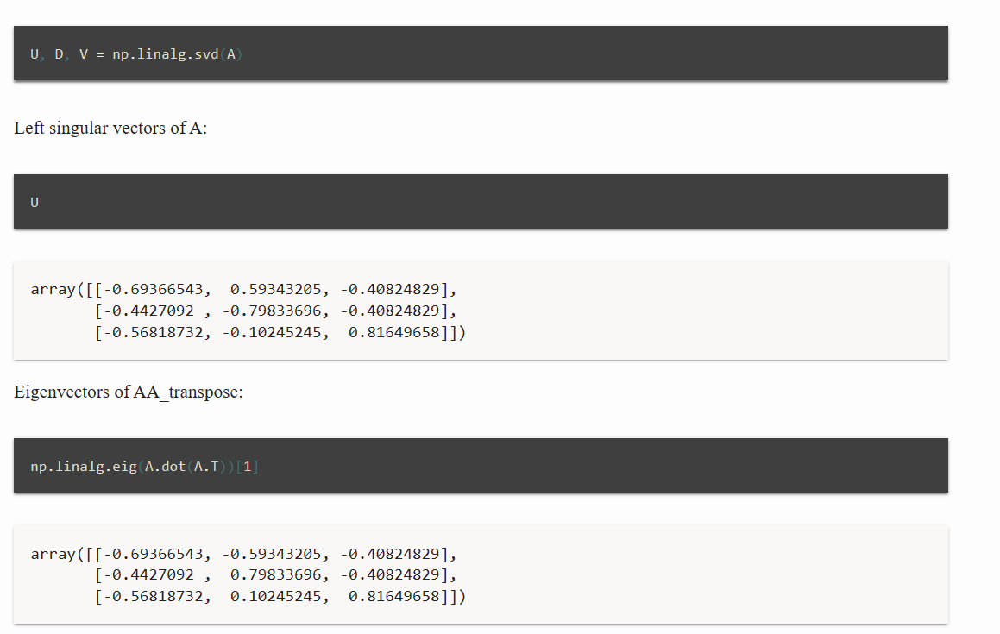 U, D, V = np.linalg.svd(A)
Left singular vectors of A:
U
array([[-0.69366543,  0.59343205, -0.40824829],
       [-0.4427092 , -0.79833696, -0.40824829],
       [-0.56818732, -0.10245245,  0.81649658]])
Eigenvectors of AA_transpose:
np.linalg.eig(A.dot(A.T))[1]
array([[-0.69366543, -0.59343205, -0.40824829],
       [-0.4427092 ,  0.79833696, -0.40824829],
       [-0.56818732,  0.10245245,  0.81649658]])